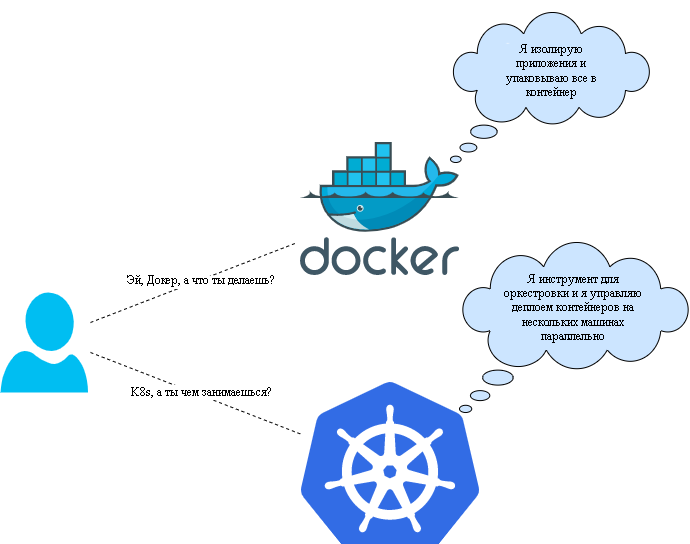 Я изолирую
приложения и
упаковываю все в
контейнер
docker
Эй, Докер, а что ты делаешь?
Я инструмент для
оркестровки и я управляю
деплоем контейнеров на
нескольких машинах
параллельно
K8s, а ты чем занимаешься?